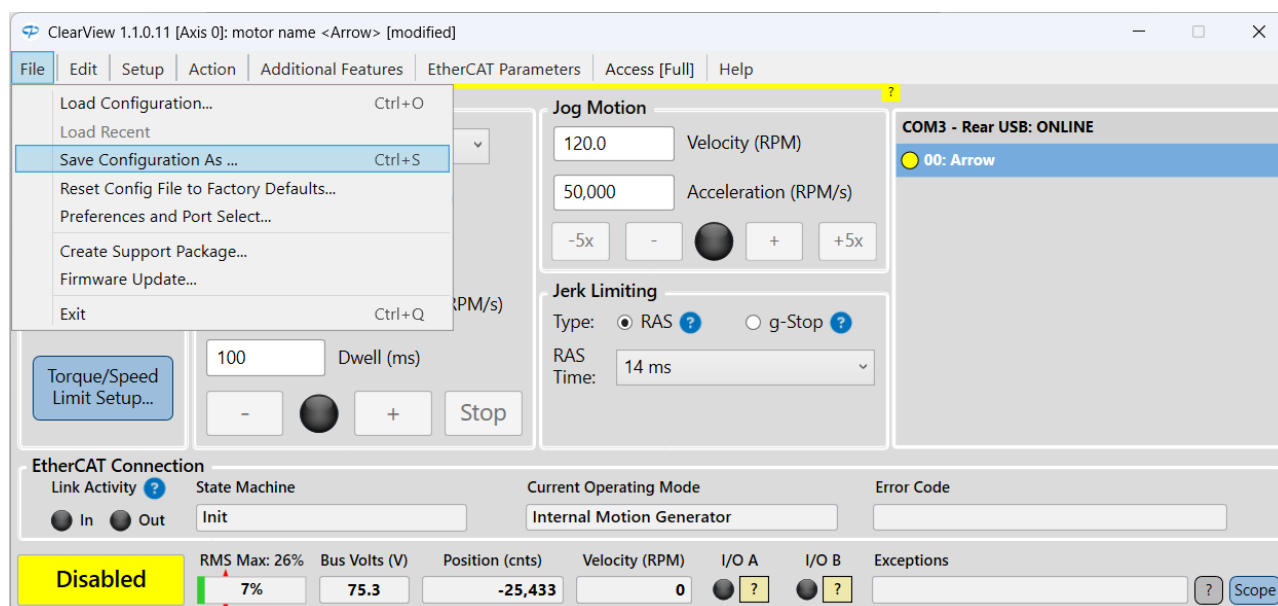 ClearView 1.1.0.11 [Axis 0]: motor name <Arrow> [modified]
File Edit Setup Action Additional Features EtherCAT Parameters Access [Full] Help
Load Configuration... Ctrl+O
Load Recent
Save Configuration As ... Ctrl+S
Reset Config File to Factory Defaults...
Preferences and Port Select...
Create Support Package...
Firmware Update...
Exit Ctrl+Q
RPM/s)
100 Dwell (ms)
Torque/Speed
Limit Setup...
- + Stop
?
Jog Motion
120.0 Velocity (RPM)
50,000 Acceleration (RPM/s)
-5x - + +5x
Jerk Limiting
Type: RAS ? g-Stop ?
RAS
Time: 14 ms
COM3 - Rear USB: ONLINE
00: Arrow
EtherCAT Connection
Link Activity ? State Machine Current Operating Mode Error Code
In Out Init Internal Motion Generator
Disabled
RMS Max: 26% Bus Volts (V) Position (cnts) Velocity (RPM) I/O A I/O B Exceptions
7% 75.3 -25,433 0 ? ? ? Scope